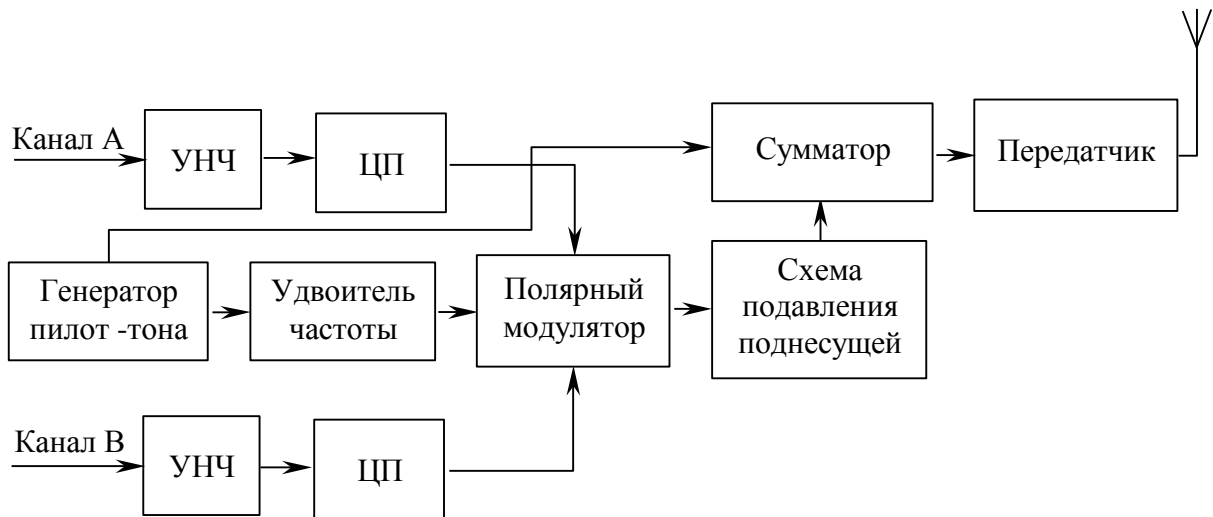 Канал А
УНЧ
ЦП
Сумматор
Передатчик
Генератор
пилот -тона
Удвоитель
частоты
Полярный
модулятор
Схема
подавления
поднесущей
Канал В
УНЧ
ЦП